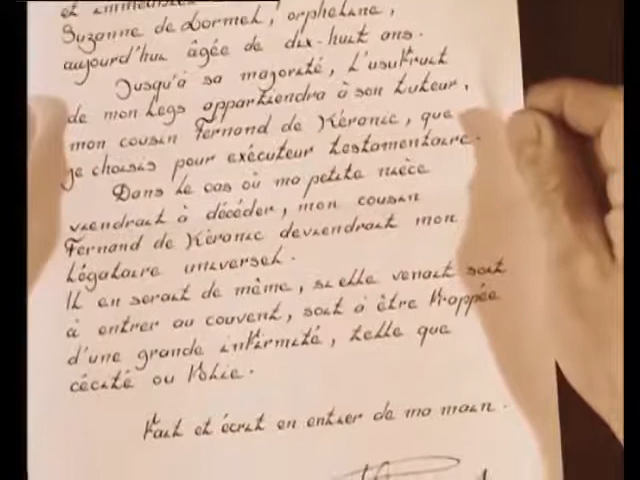 et immeubles
Suzanne de Lormel, orpheline,
aujourd'hui âgée de dix-huit ans.
Jusqu'à sa majorité, l'usufruit
de mon legs appartiendra à son tuteur,
mon cousin Fernand de Kéronic, que
je choisis pour exécuteur testamentaire.
Dans le cas où ma petite nièce
viendrait à décéder, mon cousin
Fernand de Kéronic deviendrait mon
légataire universel.
Il en serait de même, si elle venait soit
à entrer au couvent, soit à être frappée
d'une grande infirmité, telle que
cécité ou folie.
Fait et écrit en entier de ma main.